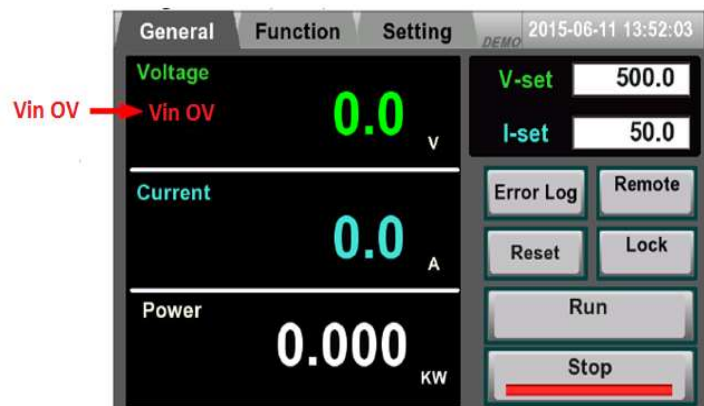 General Function Setting DEMO 2015-06-11 13:52:03
Voltage
Vin OV Vin OV
0.0 V
V-set 500.0
I-set 50.0
Current
0.0 A
Error Log Remote
Reset Lock
Power
0.000 KW
Run
Stop